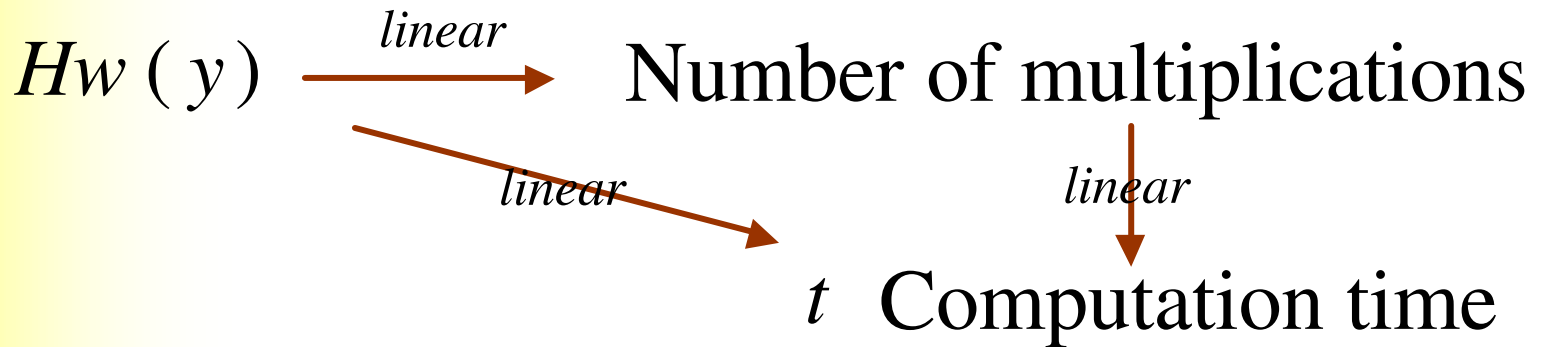 linear
Hw ( y ) Number of multiplications
linear linear
t Computation time